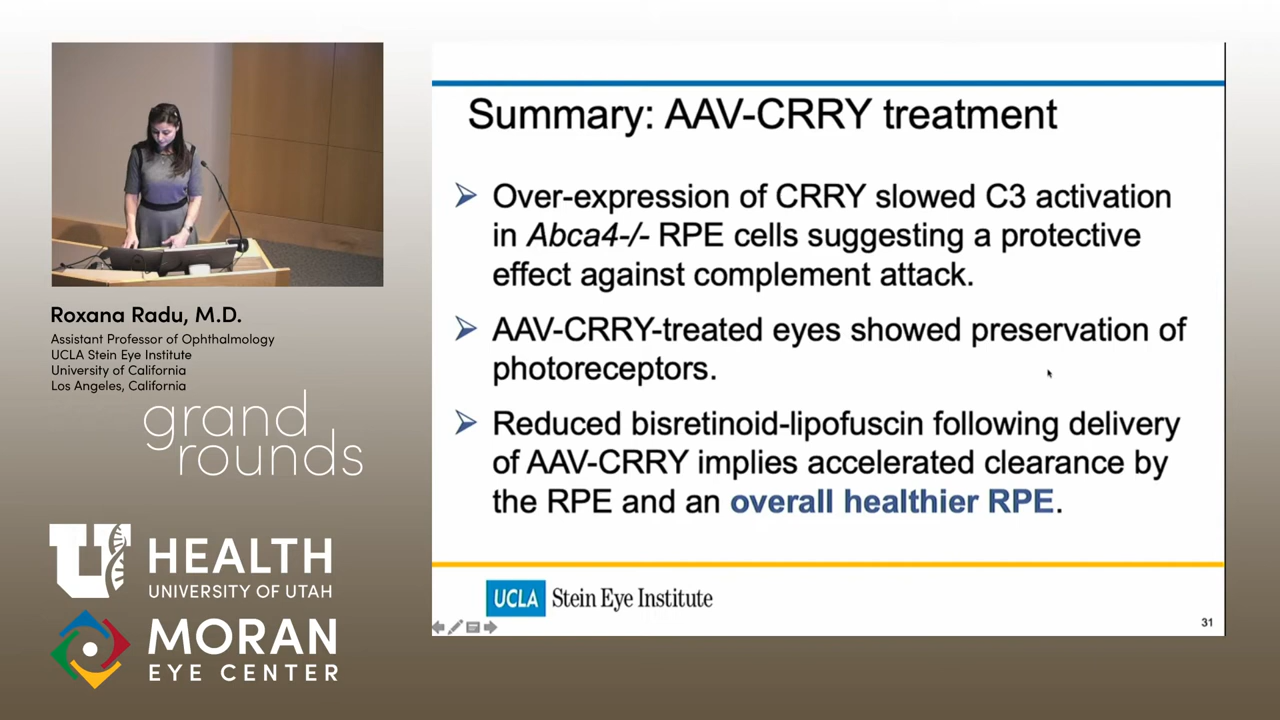 Roxana Radu, M.D.
Assistant Professor of Ophthalmology
UCLA Stein Eye Institute
University of California
Los Angeles, California
grand
rounds
U HEALTH
UNIVERSITY OF UTAH
MORAN
EYE CENTER
Summary: AAV-CRRY treatment
➢ Over-expression of CRRY slowed C3 activation
in Abca4-/- RPE cells suggesting a protective
effect against complement attack.
➢ AAV-CRRY-treated eyes showed preservation of
photoreceptors.
➢ Reduced bisretinoid-lipofuscin following delivery
of AAV-CRRY implies accelerated clearance by
the RPE and an overall healthier RPE.
UCLA Stein Eye Institute
31